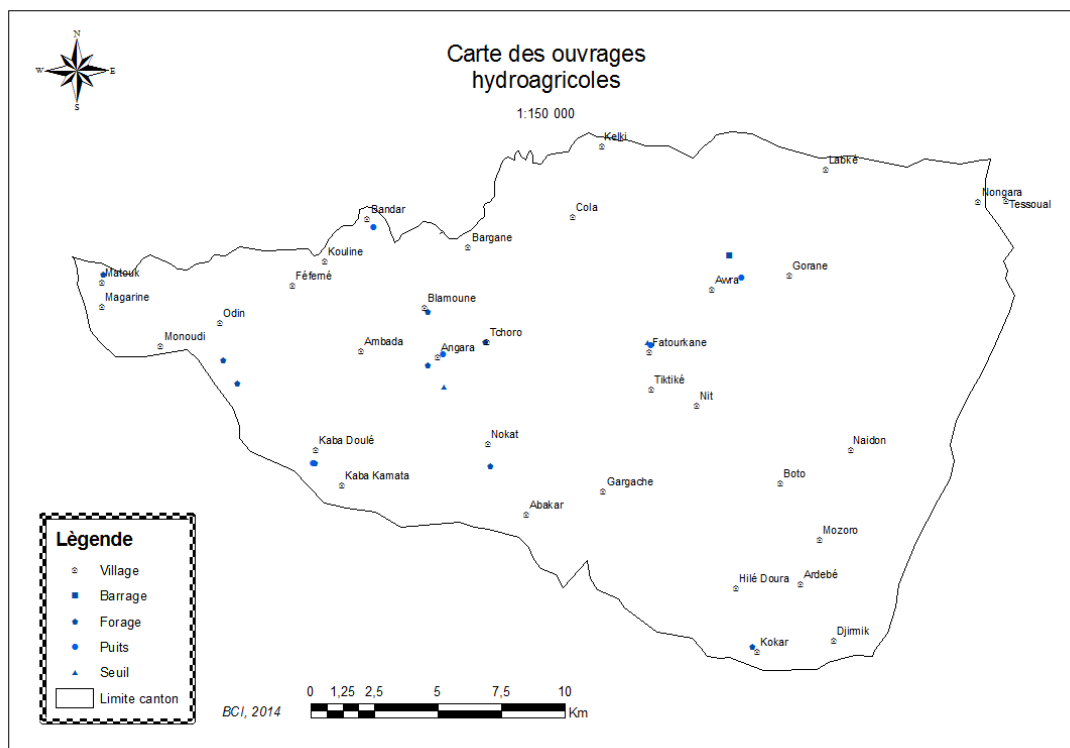 N
W
E
S
Carte des ouvrages
hydroagricoles
1:150 000
Kelki
Labké
Nongara
Tessoual
Bandar
Cola
Bargane
Kouline
Gorane
Matouk
Féfemé
Awra
Magarine
Blamoune
Odin
Tchoro
Monoudi
Ambada
Angara
Fatourkane
Tiktiké
Nit
Kaba Doulé
Nokat
Naidon
Kaba Kamata
Gargache
Boto
Abakar
Mozoro
Hilé Doura
Ardebé
Kokar
Djimik
Lègende
Village
Barrage
Forage
Puits
Seuil
Limite canton
BCI, 2014
0 1,25 2,5 5 7,5 10
Km